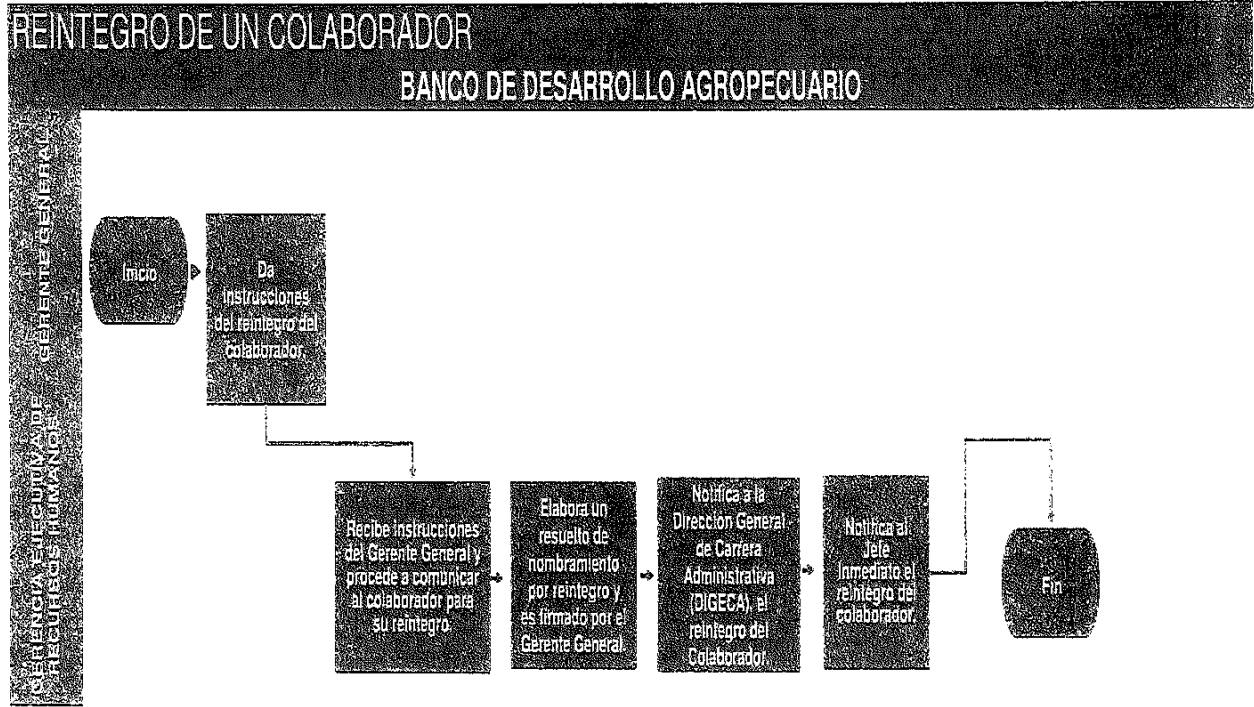 REINTEGRO DE UN COLABORADOR
BANCO DE DESARROLLO AGROPECUARIO
GERENTE GENERAL
Inicio
Da
instrucciones
del reintegro del
colaborador.
GERENCIA EJECUTIVA DE
RECURSOS HUMANOS
Recibe instrucciones
del Gerente General y
procede a comunicar
al colaborador para
su reintegro.
Elabora un
resuelto de
nombramiento
por reintegro y
es firmado por el
Gerente General.
Notifica a la
Direccion General
de Carrera
Administrativa
(DIGECA), el
reintegro del
Colaborador
Notifica al
Jefe
Inmediato el
reintegro del
colaborador.
Fin